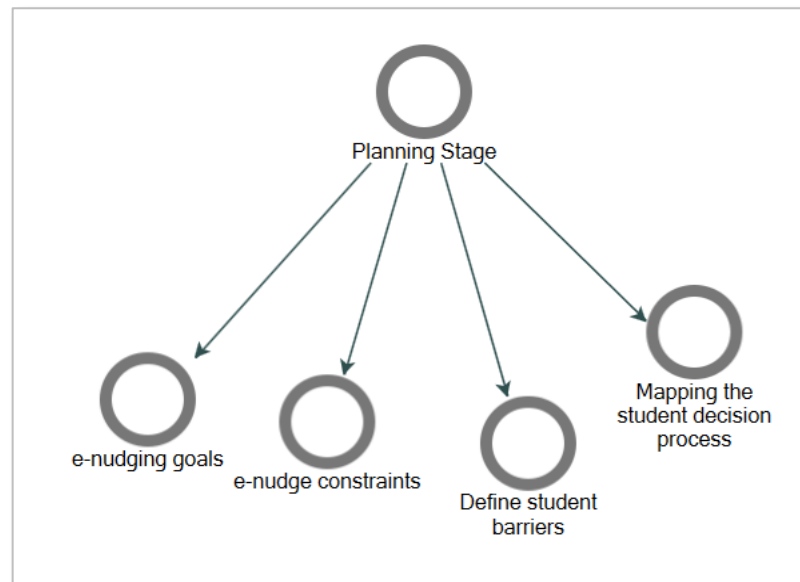 Planning Stage
e-nudging goals
e-nudge constraints
Define student
barriers
Mapping the
student decision
process